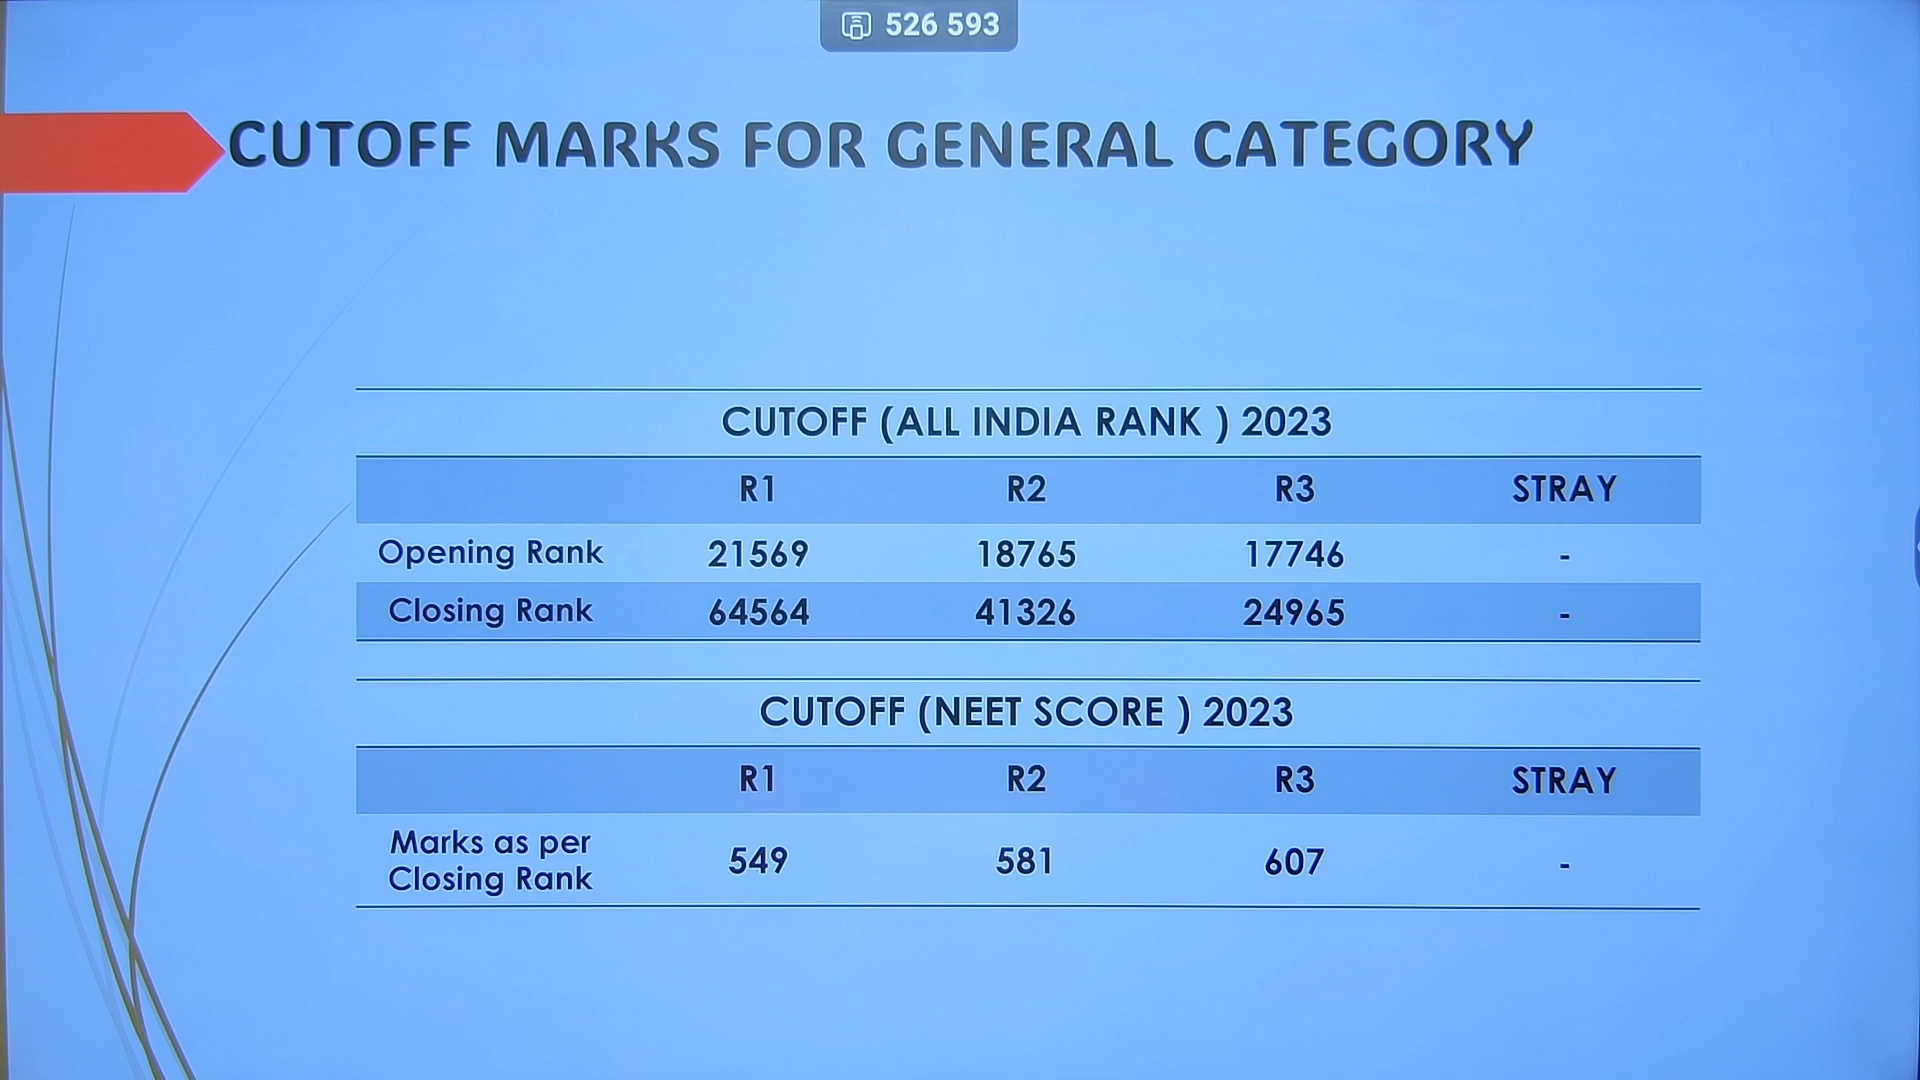 526 593
CUTOFF MARKS FOR GENERAL CATEGORY
CUTOFF (ALL INDIA RANK ) 2023
R1 R2 R3 STRAY
Opening Rank 21569 18765 17746 -
Closing Rank 64564 41326 24965 -
CUTOFF (NEET SCORE ) 2023
R1 R2 R3 STRAY
Marks as per
Closing Rank 549 581 607 -